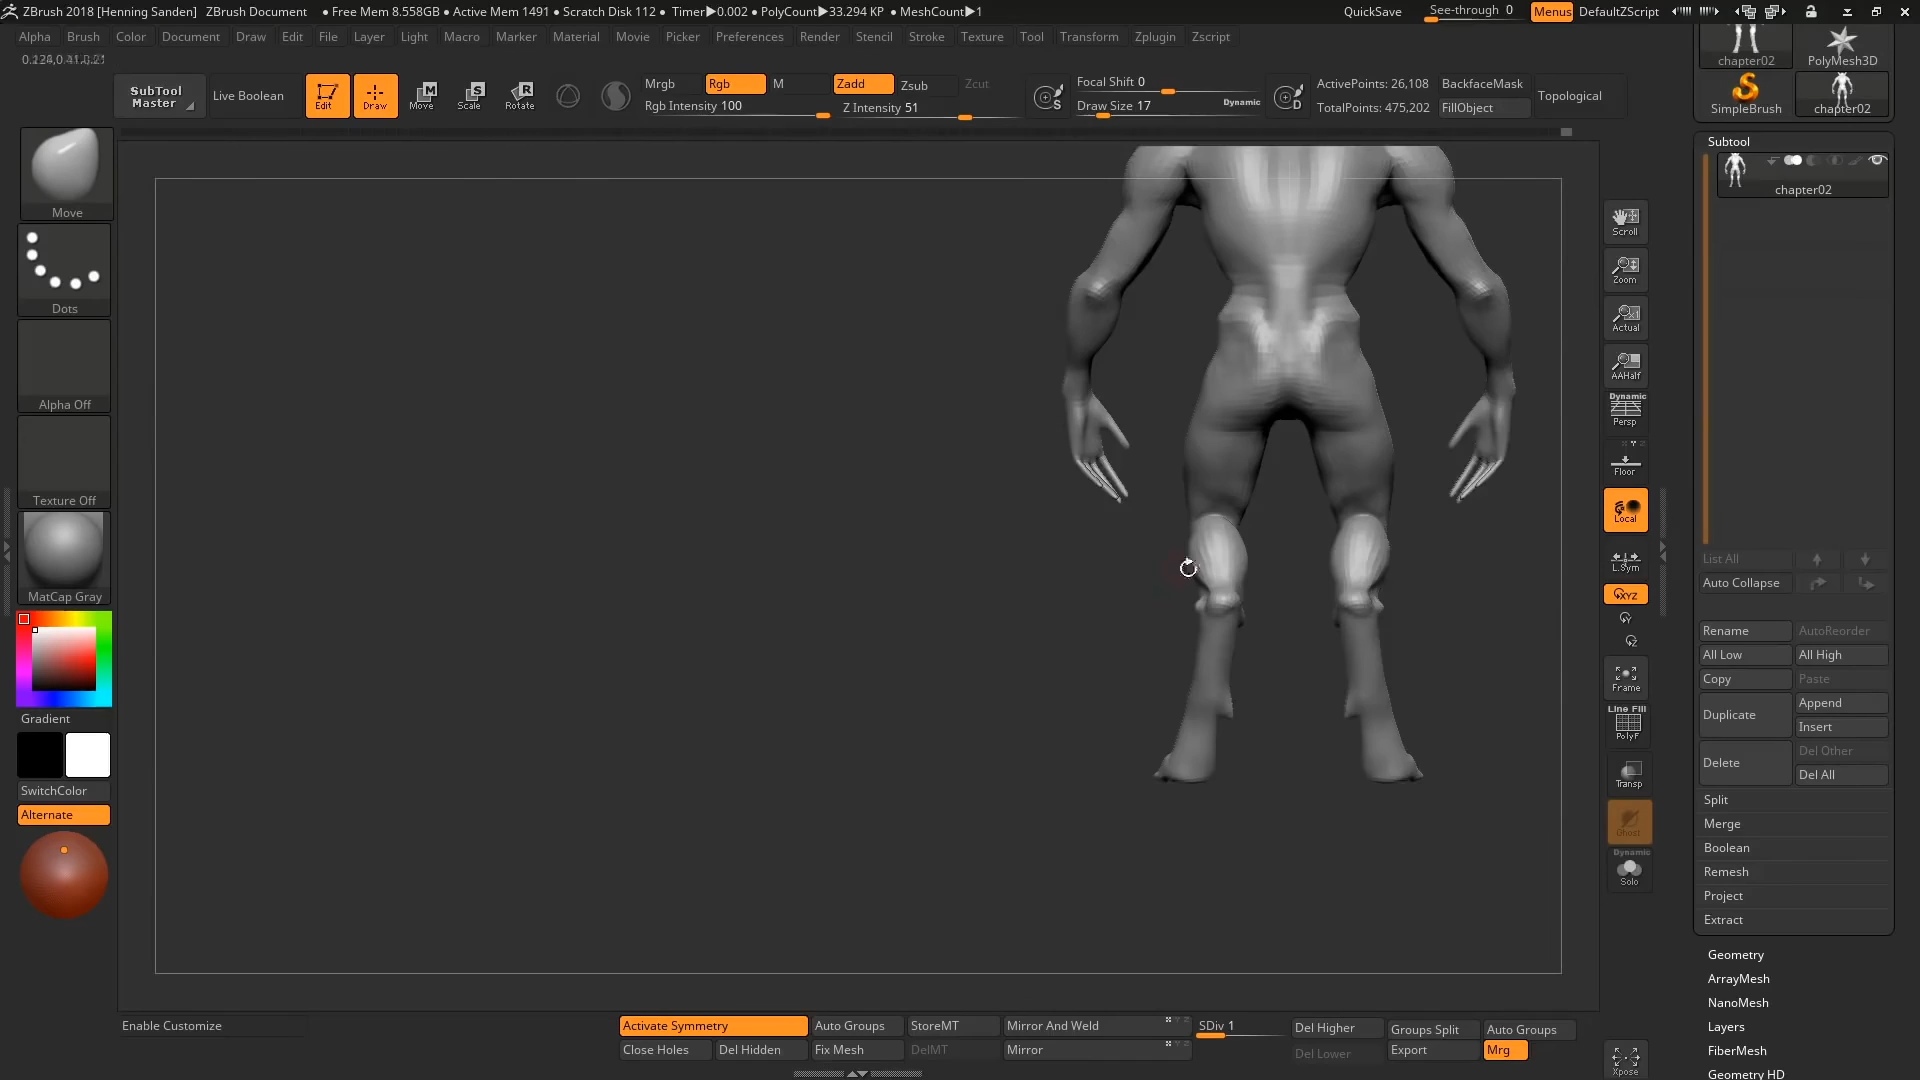 ZBrush 2018 [Henning Sanden] ZBrush Document • Free Mem 8.558GB • Active Mem 1491 • Scratch Disk 112 • Timer▶0.002 • PolyCount▶33.294 KP • MeshCount▶1 QuickSave See-through 0 Menus DefaultZScript
Alpha Brush Color Document Draw Edit File Layer Light Macro Marker Material Movie Picker Preferences Render Stencil Stroke Texture Tool Transform Zplugin Zscript
SubTool Master
Live Boolean
Edit Draw Move Scale Rotate
Mrgb Rgb M Zadd Zsub Zcut
Rgb Intensity 100 Z Intensity 51
Focal Shift 0
Draw Size 17 Dynamic
ActivePoints: 26,108 BackfaceMask
TotalPoints: 475,202 FillObject
Topological
chapter02 PolyMesh3D
SimpleBrush chapter02
Move
Dots
Alpha Off
Texture Off
MatCap Gray
Gradient
SwitchColor
Alternate
Scroll
Zoom
Actual
AAHalf
Dynamic
Persp
Floor
Local
L.Sym
XYZ
Frame
Line Fill
PolyF
Transp
Ghost
Dynamic
Solo
Xpose
Subtool
chapter02
List All
Auto Collapse
Rename AutoReorder
All Low All High
Copy Paste
Duplicate Append
Insert
Delete Del Other
Del All
Split
Merge
Boolean
Remesh
Project
Extract
Geometry
ArrayMesh
NanoMesh
Layers
FiberMesh
Geometry HD
Enable Customize
Activate Symmetry Auto Groups StoreMT Mirror And Weld SDiv 1 Del Higher Groups Split Auto Groups
Close Holes Del Hidden Fix Mesh DelMT Mirror Del Lower Export Mrg